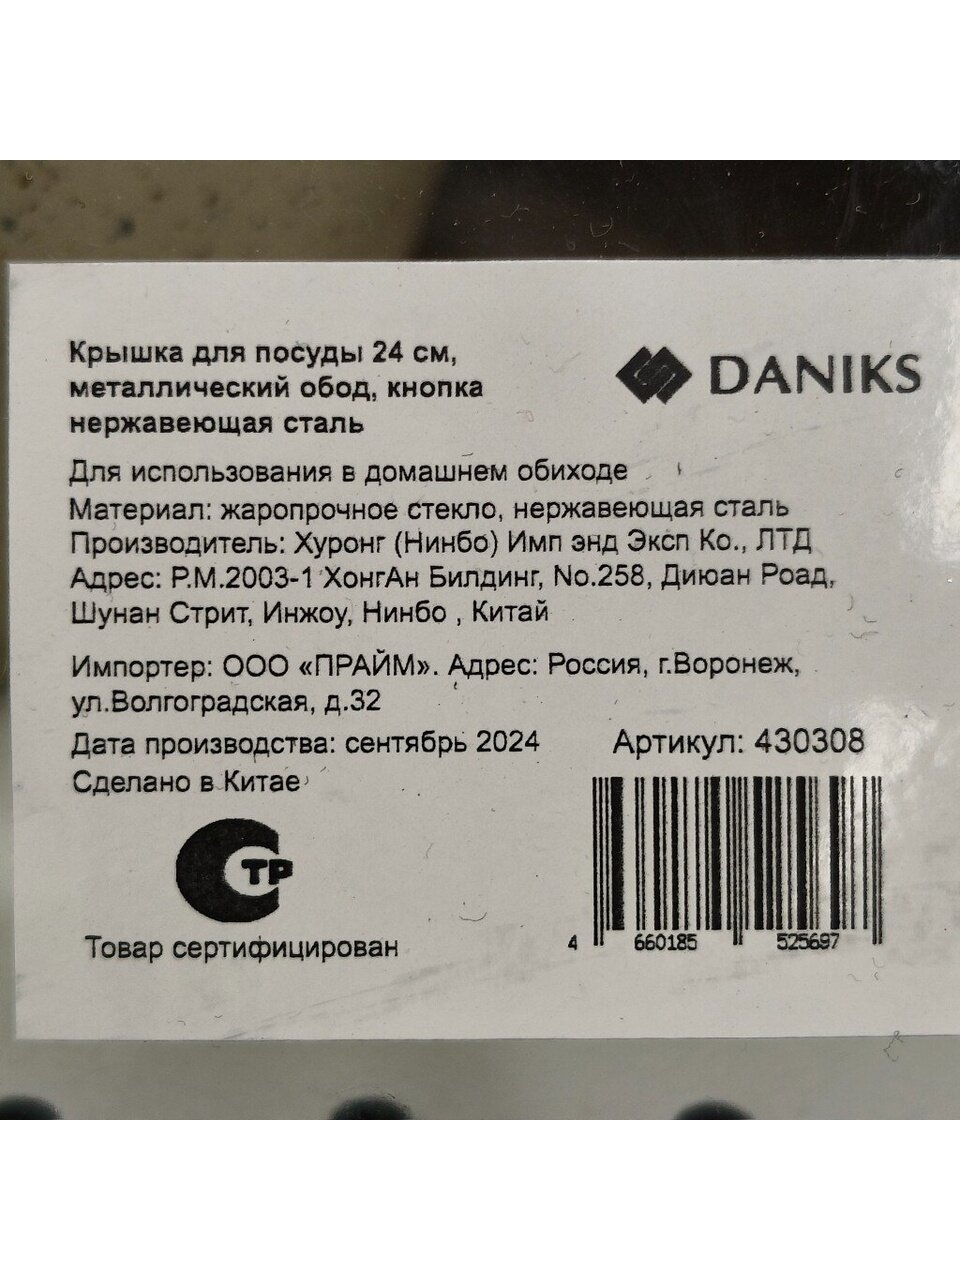 Крышка для посуды 24 см,
металлический обод, кнопка
нержавеющая сталь
DANIKS
Для использования в домашнем обиходе
Материал: жаропрочное стекло, нержавеющая сталь
Производитель: Хуронг (Нинбо) Имп энд Эксп Ко., ЛТД
Адрес: Р.М.2003-1 ХонгАн Билдинг, No.258, Диюан Роад,
Шунан Стрит, Инжоу, Нинбо , Китай
Импортер: ООО «ПРАЙМ». Адрес: Россия, г.Воронеж,
ул.Волгоградская, д.32
Дата производства: сентябрь 2024
Артикул: 430308
Сделано в Китае
ТР
Товар сертифицирован
4 660185 525697